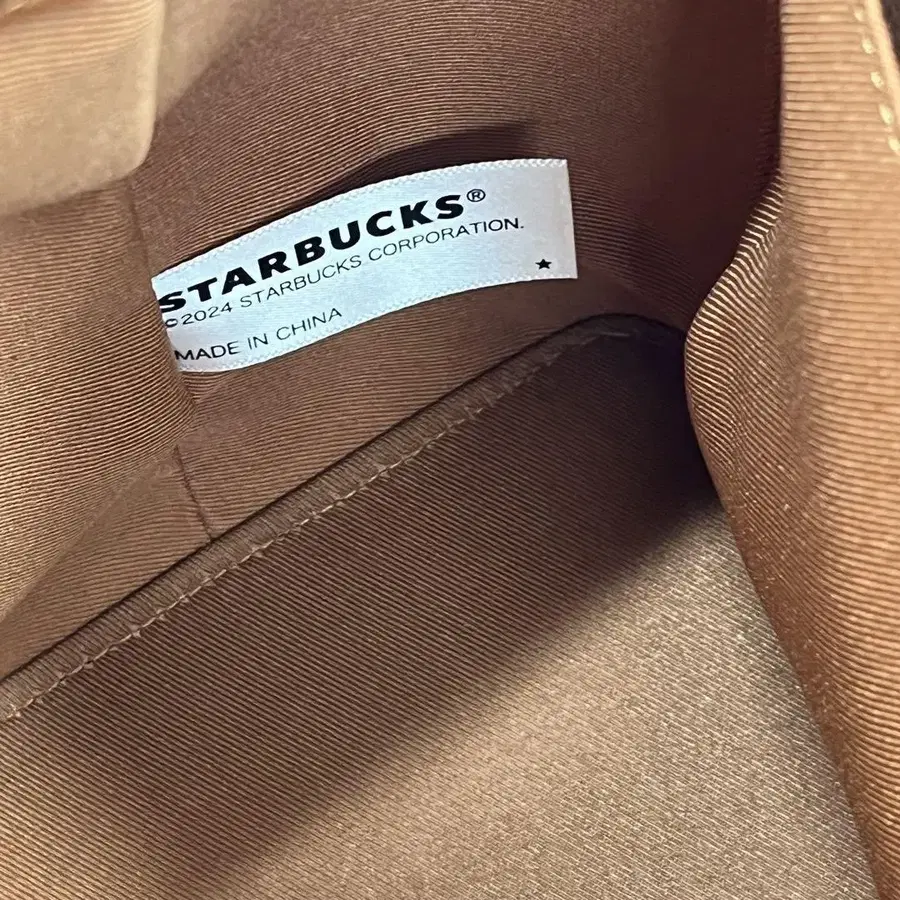 STARBUCKS®
©2024 STARBUCKS CORPORATION.
MADE IN CHINA
★